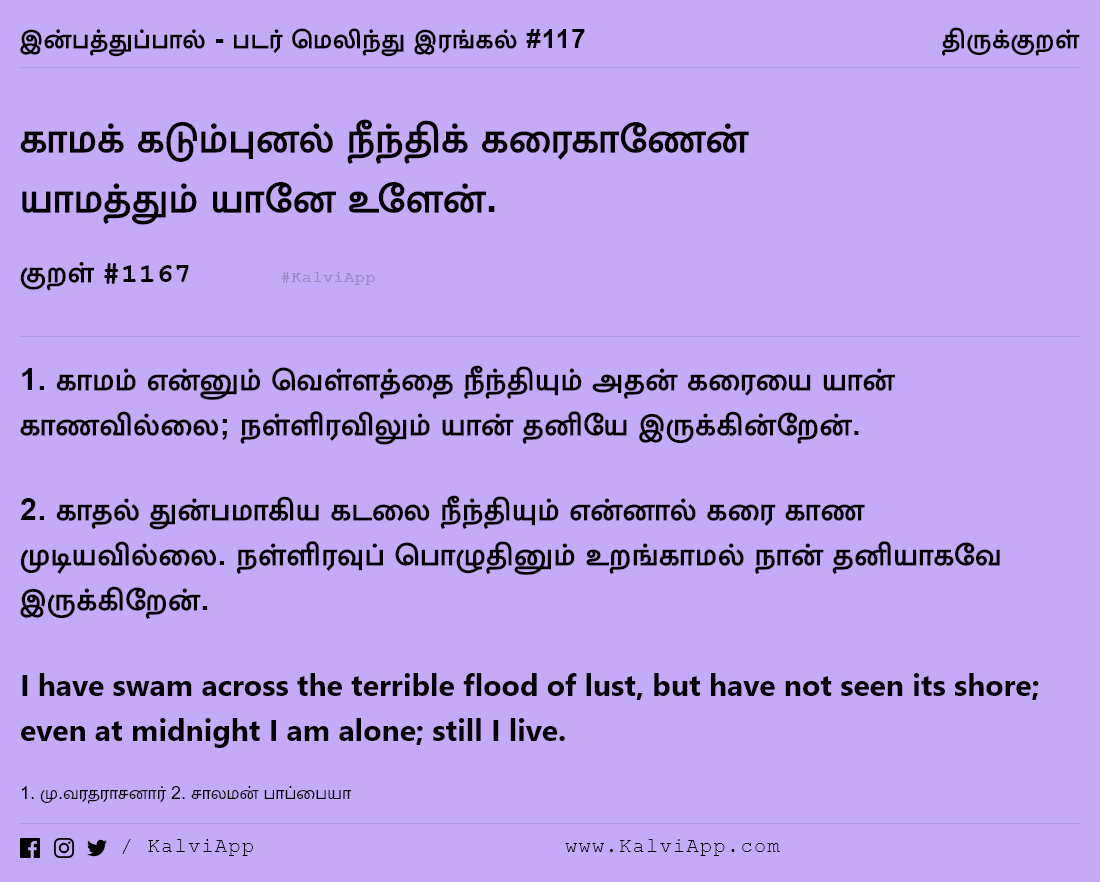 இன்பத்துப்பால் - படர் மெலிந்து இரங்கல் #117
திருக்குறள்
காமக் கடும்புனல் நீந்திக் கரைகாணேன்
யாமத்தும் யானே உளேன்.
குறள் #1167
#KalviApp
1. காமம் என்னும் வெள்ளத்தை நீந்தியும் அதன் கரையை யான்
காணவில்லை; நள்ளிரவிலும் யான் தனியே இருக்கின்றேன்.
2. காதல் துன்பமாகிய கடலை நீந்தியும் என்னால் கரை காண
முடியவில்லை. நள்ளிரவுப் பொழுதினும் உறங்காமல் நான் தனியாகவே
இருக்கிறேன்.
I have swam across the terrible flood of lust, but have not seen its shore;
even at midnight I am alone; still I live.
1. மு.வரதராசனார் 2. சாலமன் பாப்பையா
/ KalviApp
www.KalviApp.com